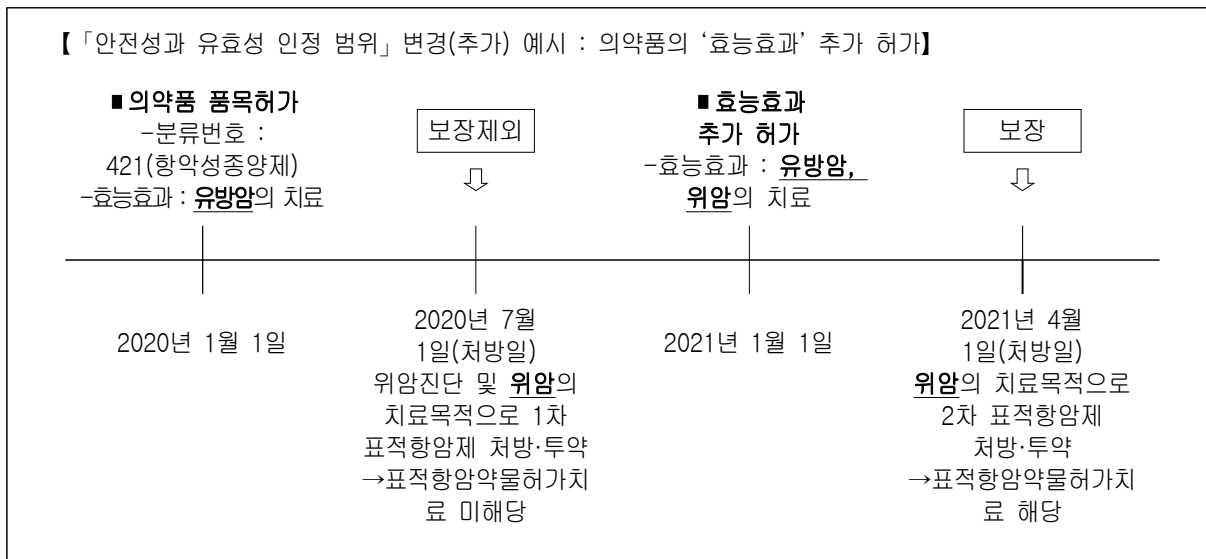 【「안전성과 유효성 인정 범위」 변경(추가) 예시 : 의약품의 ‘효능효과’ 추가 허가】
■의약품 품목허가
-분류번호 :
421(항악성종양제)
-효능효과 : 유방암의 치료
보장제외
⇩
■효능효과
추가 허가
-효능효과 : 유방암,
위암의 치료
보장
⇩
2020년 1월 1일
2020년 7월
1일(처방일)
위암진단 및 위암의
치료목적으로 1차
표적항암제 처방·투약
→표적항암약물허가치
료 미해당
2021년 1월 1일
2021년 4월
1일(처방일)
위암의 치료목적으로
2차 표적항암제
처방·투약
→표적항암약물허가치
료 해당